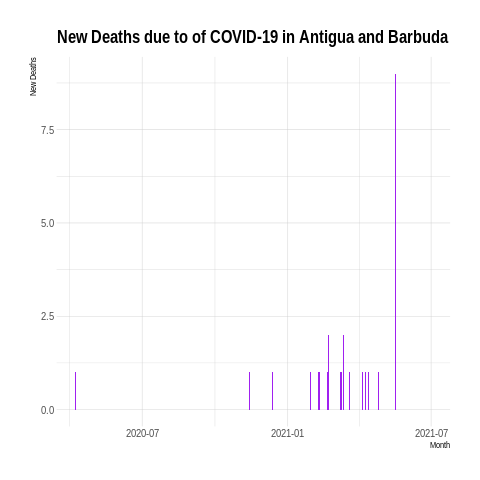 New Deaths due to of COVID-19 in Antigua and Barbuda
New Deaths
7.5
5.0
2.5
0.0
2020-07
2021-01
2021-07
Month